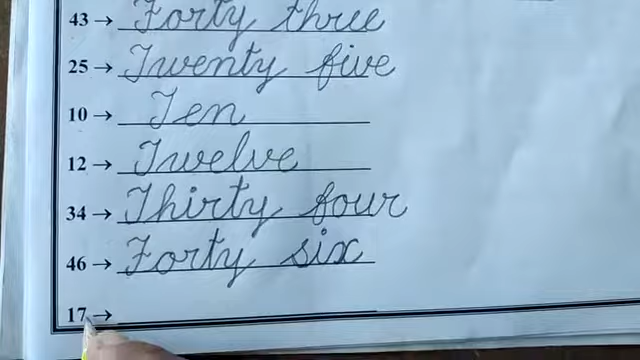 43 → Forty three
25 → Twenty five
10 → Ten
12 → Twelve
34 → Thirty four
46 → Forty six
17 →